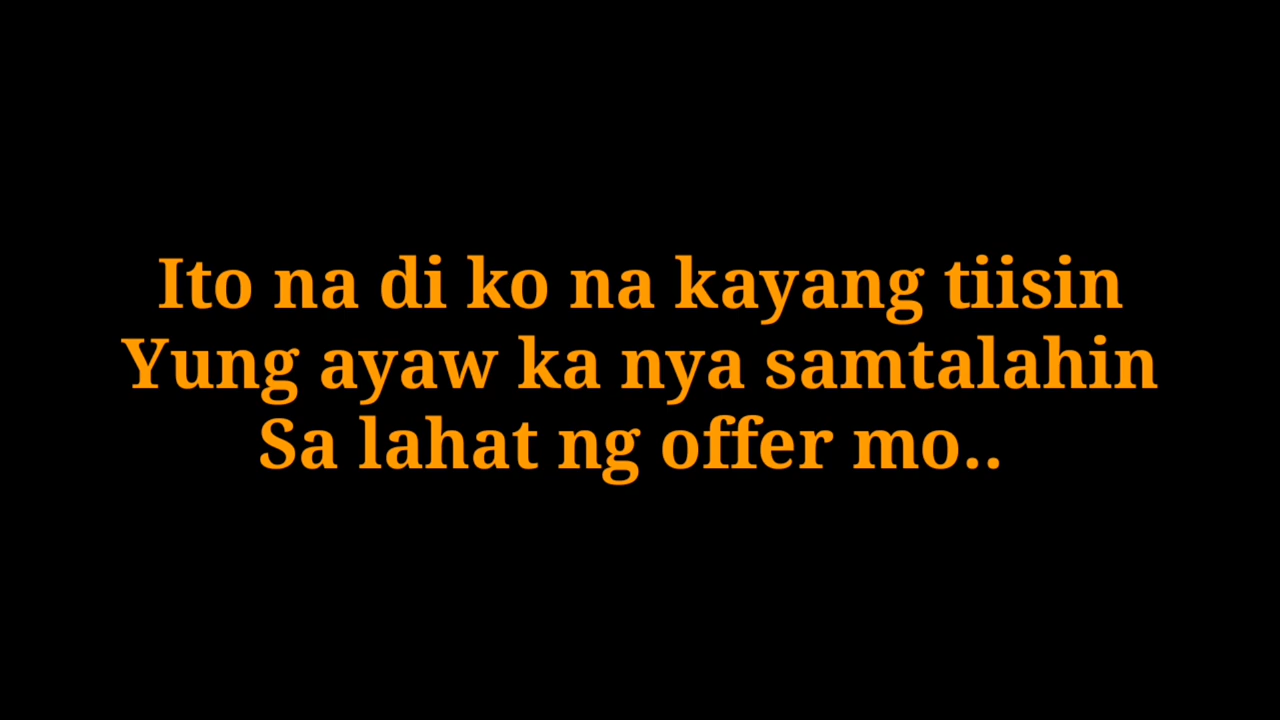 Ito na di ko na kayang tiisin
Yung ayaw ka nya samtalahin
Sa lahat ng offer mo..